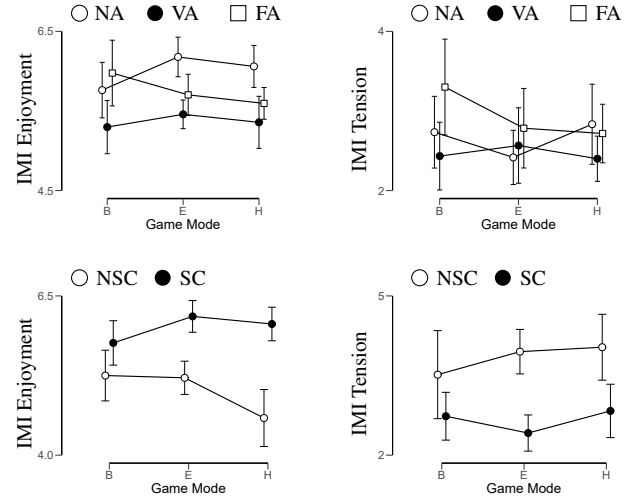 NA VA FA
6.5
IMI Enjoyment
4.5
B E H
Game Mode
NA VA FA
4
IMI Tension
2
B E H
Game Mode
NSC SC
6.5
IMI Enjoyment
4.0
B E H
Game Mode
NSC SC
5
IMI Tension
2
B E H
Game Mode